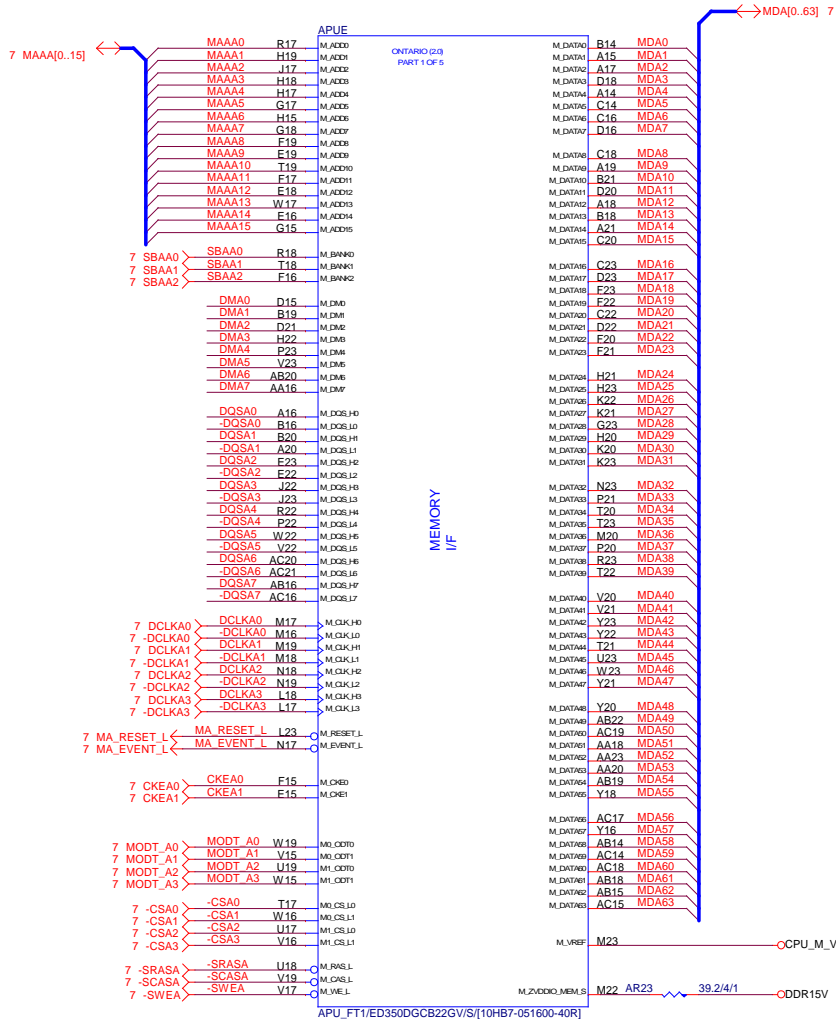 APUE
MDA[0..63] 7
7 MAAA[0..15]
ONTARIO (2.0)
PART 1 OF 5
MEMORY
I/F
MAAA0 R17 M_ADD0
MAAA1 H19 M_ADD1
MAAA2 J17 M_ADD2
MAAA3 H18 M_ADD3
MAAA4 H17 M_ADD4
MAAA5 G17 M_ADD5
MAAA6 H15 M_ADD6
MAAA7 G18 M_ADD7
MAAA8 F19 M_ADD8
MAAA9 E19 M_ADD9
MAAA10 T19 M_ADD10
MAAA11 F17 M_ADD11
MAAA12 E18 M_ADD12
MAAA13 W17 M_ADD13
MAAA14 E16 M_ADD14
MAAA15 G15 M_ADD15
7 SBAA0 SBAA0 R18 M_BANK0
7 SBAA1 SBAA1 T18 M_BANK1
7 SBAA2 SBAA2 F16 M_BANK2
DMA0 D15 M_DM0
DMA1 B19 M_DM1
DMA2 D21 M_DM2
DMA3 H22 M_DM3
DMA4 P23 M_DM4
DMA5 V23 M_DM5
DMA6 AB20 M_DM6
DMA7 AA16 M_DM7
DQSA0 A16 M_DQS_H0
-DQSA0 B16 M_DQS_L0
DQSA1 B20 M_DQS_H1
-DQSA1 A20 M_DQS_L1
DQSA2 E23 M_DQS_H2
-DQSA2 E22 M_DQS_L2
DQSA3 J22 M_DQS_H3
-DQSA3 J23 M_DQS_L3
DQSA4 R22 M_DQS_H4
-DQSA4 P22 M_DQS_L4
DQSA5 W22 M_DQS_H5
-DQSA5 V22 M_DQS_L5
DQSA6 AC20 M_DQS_H6
-DQSA6 AC21 M_DQS_L6
DQSA7 AB16 M_DQS_H7
-DQSA7 AC16 M_DQS_L7
7 DCLKA0 DCLKA0 M17 M_CLK_H0
7 -DCLKA0 -DCLKA0 M16 M_CLK_L0
7 DCLKA1 DCLKA1 M19 M_CLK_H1
7 -DCLKA1 -DCLKA1 M18 M_CLK_L1
7 DCLKA2 DCLKA2 N18 M_CLK_H2
7 -DCLKA2 -DCLKA2 N19 M_CLK_L2
7 DCLKA3 DCLKA3 L18 M_CLK_H3
7 -DCLKA3 -DCLKA3 L17 M_CLK_L3
7 MA_RESET_L MA_RESET_L L23 M_RESET_L
7 MA_EVENT_L MA_EVENT_L N17 M_EVENT_L
7 CKEA0 CKEA0 F15 M_CKE0
7 CKEA1 CKEA1 E15 M_CKE1
7 MODT_A0 MODT_A0 W19 M0_ODT0
7 MODT_A1 MODT_A1 V15 M0_ODT1
7 MODT_A2 MODT_A2 U19 M1_ODT0
7 MODT_A3 MODT_A3 W15 M1_ODT1
7 -CSA0 -CSA0 T17 M0_CS_L0
7 -CSA1 -CSA1 W16 M0_CS_L1
7 -CSA2 -CSA2 U17 M1_CS_L0
7 -CSA3 -CSA3 V16 M1_CS_L1
7 -SRASA -SRASA U18 M_RAS_L
7 -SCASA -SCASA V19 M_CAS_L
7 -SWEA -SWEA V17 M_WE_L
M_DATA0 B14 MDA0
M_DATA1 A15 MDA1
M_DATA2 A17 MDA2
M_DATA3 D18 MDA3
M_DATA4 A14 MDA4
M_DATA5 C14 MDA5
M_DATA6 C16 MDA6
M_DATA7 D16 MDA7
M_DATA8 C18 MDA8
M_DATA9 A19 MDA9
M_DATA10 B21 MDA10
M_DATA11 D20 MDA11
M_DATA12 A18 MDA12
M_DATA13 B18 MDA13
M_DATA14 A21 MDA14
M_DATA15 C20 MDA15
M_DATA16 C23 MDA16
M_DATA17 D23 MDA17
M_DATA18 F23 MDA18
M_DATA19 F22 MDA19
M_DATA20 C22 MDA20
M_DATA21 D22 MDA21
M_DATA22 F20 MDA22
M_DATA23 F21 MDA23
M_DATA24 H21 MDA24
M_DATA25 H23 MDA25
M_DATA26 K22 MDA26
M_DATA27 K21 MDA27
M_DATA28 G23 MDA28
M_DATA29 H20 MDA29
M_DATA30 K20 MDA30
M_DATA31 K23 MDA31
M_DATA32 N23 MDA32
M_DATA33 P21 MDA33
M_DATA34 T20 MDA34
M_DATA35 T23 MDA35
M_DATA36 M20 MDA36
M_DATA37 P20 MDA37
M_DATA38 R23 MDA38
M_DATA39 T22 MDA39
M_DATA40 V20 MDA40
M_DATA41 V21 MDA41
M_DATA42 Y23 MDA42
M_DATA43 Y22 MDA43
M_DATA44 T21 MDA44
M_DATA45 U23 MDA45
M_DATA46 W23 MDA46
M_DATA47 Y21 MDA47
M_DATA48 Y20 MDA48
M_DATA49 AB22 MDA49
M_DATA50 AC19 MDA50
M_DATA51 AA18 MDA51
M_DATA52 AA23 MDA52
M_DATA53 AA20 MDA53
M_DATA54 AB19 MDA54
M_DATA55 Y18 MDA55
M_DATA56 AC17 MDA56
M_DATA57 Y16 MDA57
M_DATA58 AB14 MDA58
M_DATA59 AC14 MDA59
M_DATA60 AC18 MDA60
M_DATA61 AB18 MDA61
M_DATA62 AB15 MDA62
M_DATA63 AC15 MDA63
M_VREF M23 CPU_M_V
M_ZVDDIO_MEM_S M22 AR23 39.2/4/1 DDR15V
APU_FT1/ED350DGCB22GV/S/[10HB7-051600-40R]